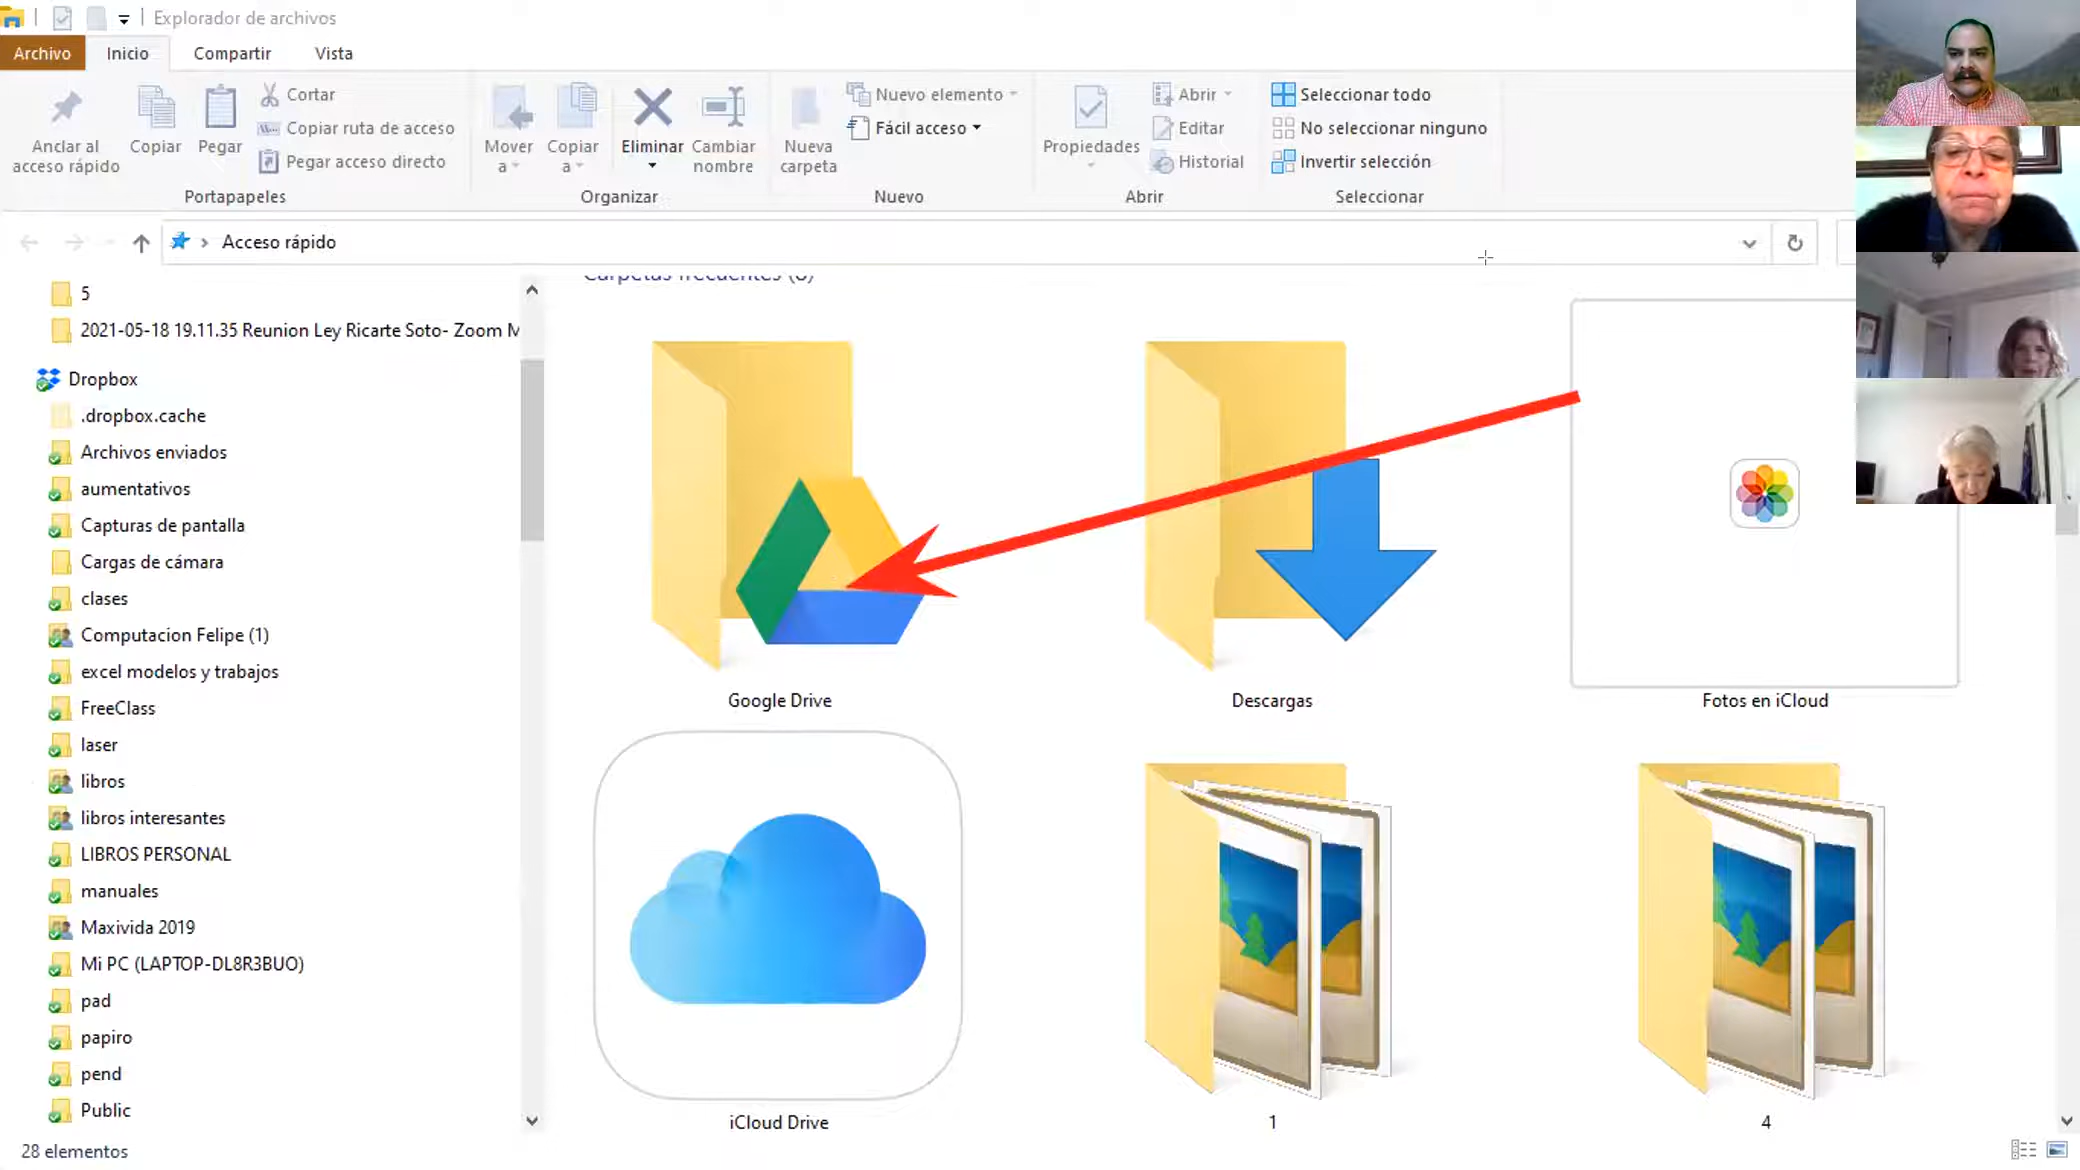 Explorador de archivos
Archivo Inicio Compartir Vista
Anclar al acceso rápido
Copiar
Pegar
Cortar
Copiar ruta de acceso
Pegar acceso directo
Portapapeles
Mover a
Copiar a
Eliminar
Cambiar nombre
Organizar
Nueva carpeta
Nuevo elemento
Fácil acceso
Nuevo
Propiedades
Abrir
Editar
Historial
Abrir
Seleccionar todo
No seleccionar ninguno
Invertir selección
Seleccionar
Acceso rápido
5
2021-05-18 19.11.35 Reunion Ley Ricarte Soto- Zoom M
Dropbox
.dropbox.cache
Archivos enviados
aumentativos
Capturas de pantalla
Cargas de cámara
clases
Computacion Felipe (1)
excel modelos y trabajos
FreeClass
laser
libros
libros interesantes
LIBROS PERSONAL
manuales
Maxivida 2019
Mi PC (LAPTOP-DL8R3BUO)
pad
papiro
pend
Public
28 elementos
Carpetas frecuentes
Google Drive
Descargas
Fotos en iCloud
iCloud Drive
1
4